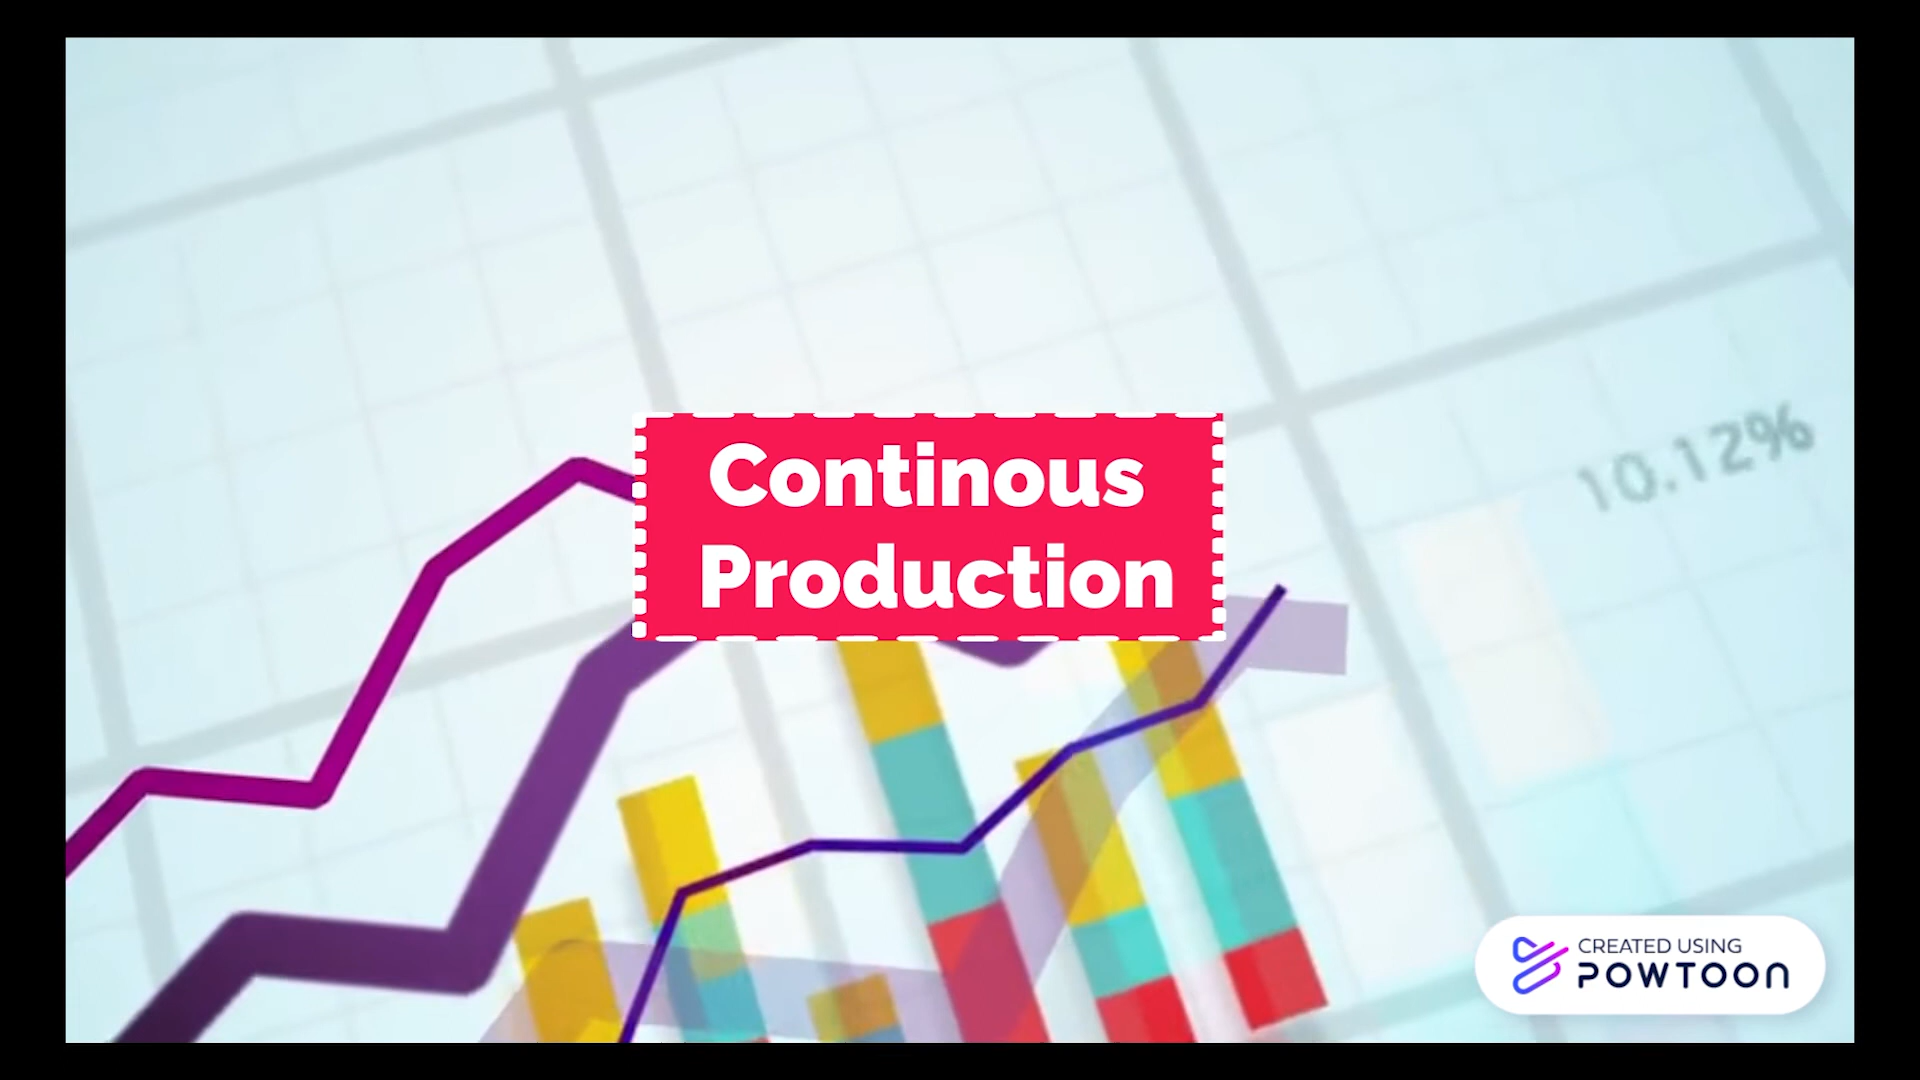 Continous
Production
10.12%
CREATED USING
POWTOON